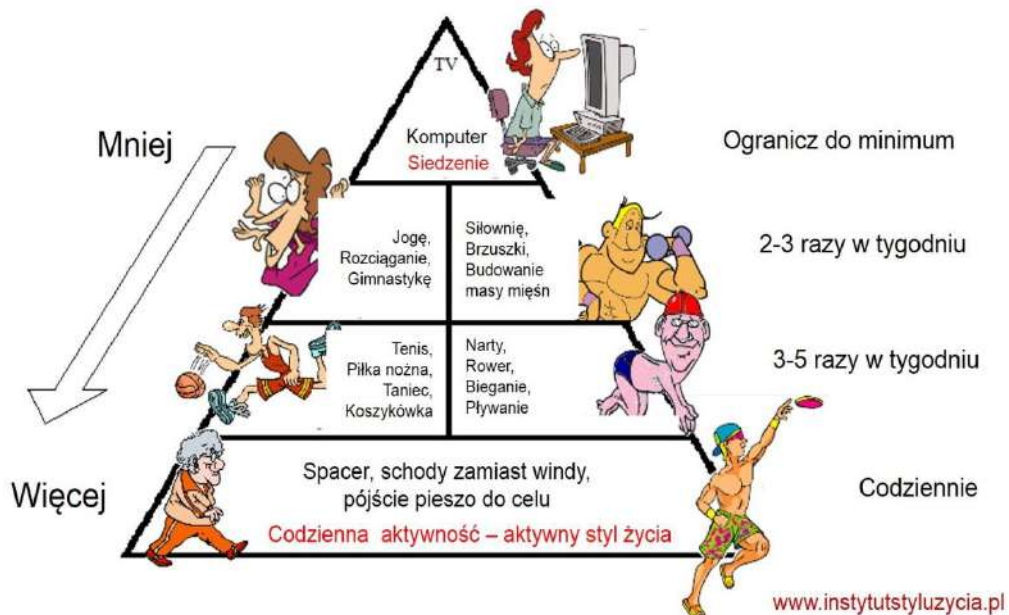 TV
Komputer
Siedzenie
Mniej
Ogranicz do minimum
Jogę,
Rozciąganie,
Gimnastykę
Siłownię,
Brzuszki,
Budowanie
masy mięśn
2-3 razy w tygodniu
Tenis,
Piłka nożna,
Taniec,
Koszykówka
Narty,
Rower,
Bieganie,
Pływanie
3-5 razy w tygodniu
Więcej
Spacer, schody zamiast windy,
pójście pieszo do celu
Codzienna aktywność – aktywny styl życia
Codziennie
www.instytutstyluzycia.pl